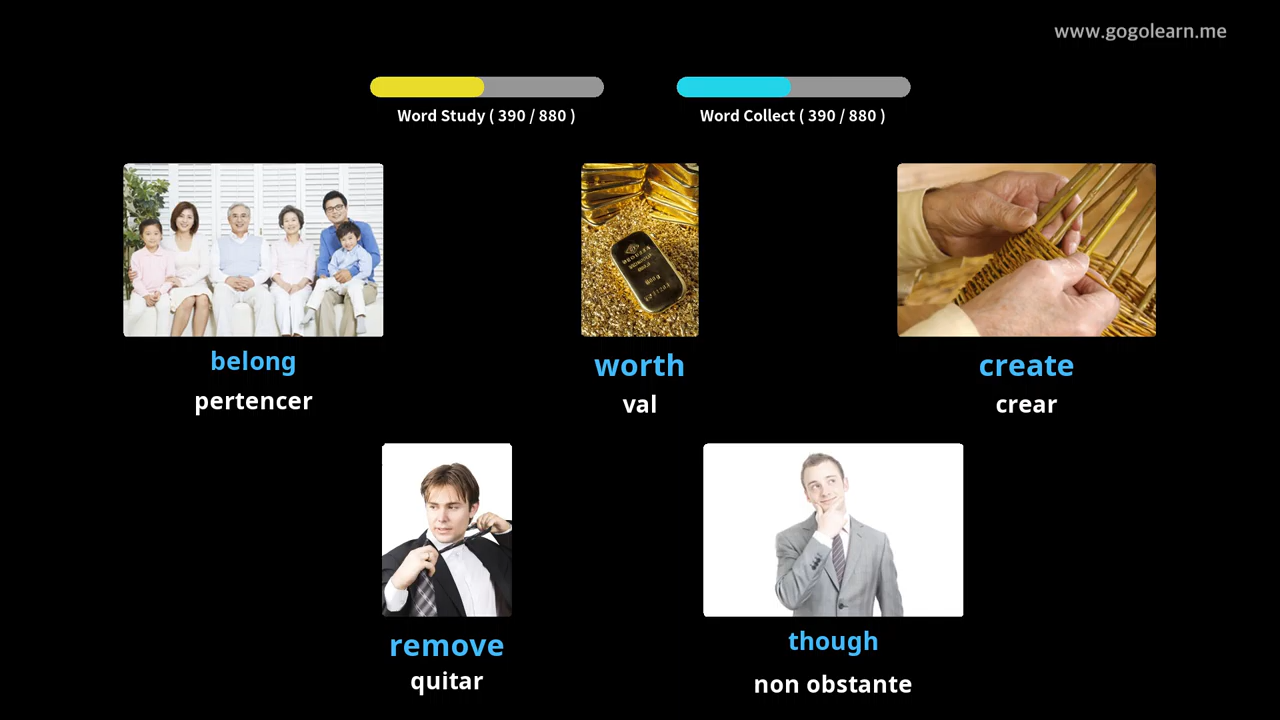 www.gogolearn.me
Word Study ( 390 / 880 )
Word Collect ( 390 / 880 )
belong
worth
create
pertencer
val
crear
remove
though
quitar
non obstante